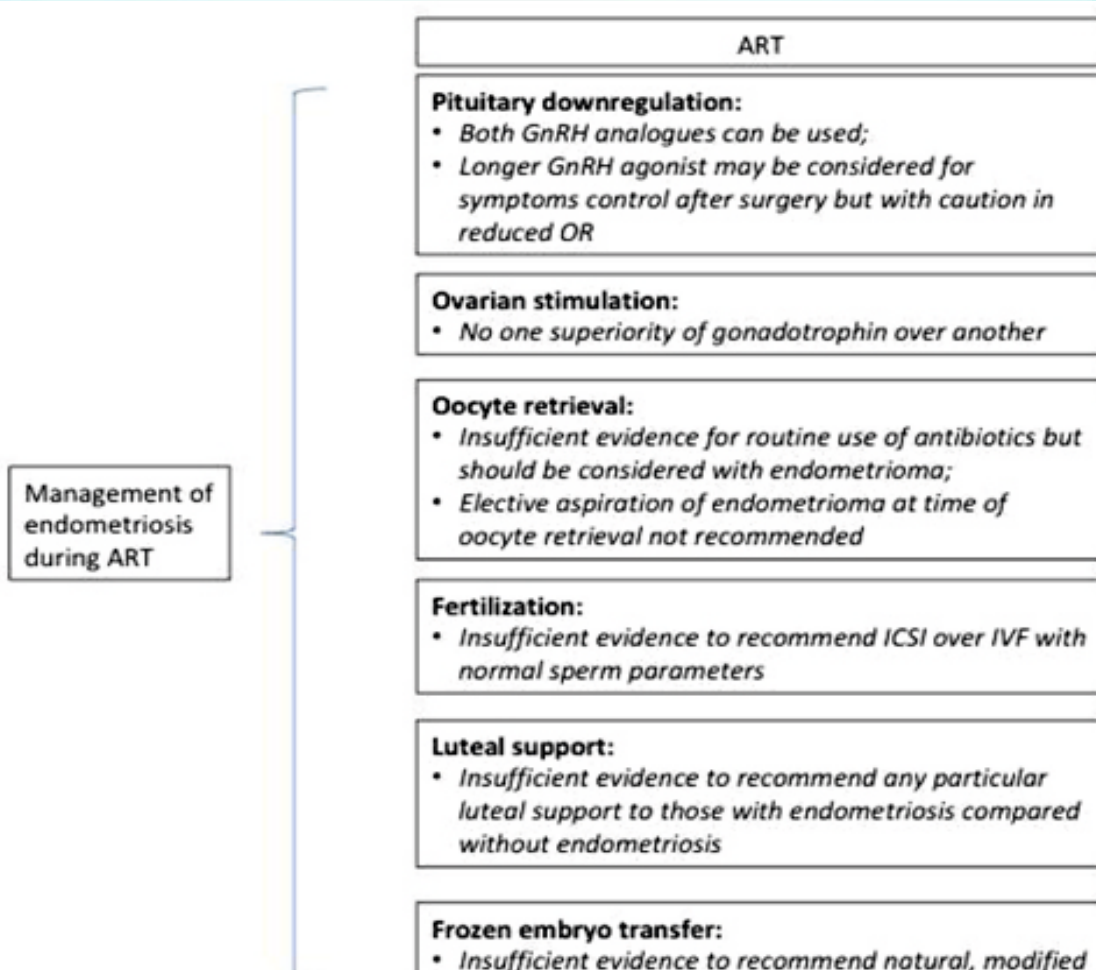 ART
Pituitary downregulation:
• Both GnRH analogues can be used;
• Longer GnRH agonist may be considered for
symptoms control after surgery but with caution in
reduced OR
Ovarian stimulation:
• No one superiority of gonadotrophin over another
Oocyte retrieval:
• Insufficient evidence for routine use of antibiotics but
should be considered with endometrioma;
• Elective aspiration of endometrioma at time of
oocyte retrieval not recommended
Management of
endometriosis
during ART
Fertilization:
• Insufficient evidence to recommend ICSI over IVF with
normal sperm parameters
Luteal support:
• Insufficient evidence to recommend any particular
luteal support to those with endometriosis compared
without endometriosis
Frozen embryo transfer:
• Insufficient evidence to recommend natural, modified